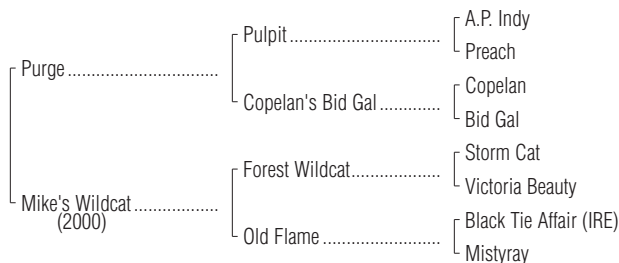 A.P. Indy
Pulpit................................
Preach
Purge................................
Copelan
Copelan's Bid Gal.............
Bid Gal
Storm Cat
Forest Wildcat...................
Victoria Beauty
Mike's Wildcat..................
(2000)
Black Tie Affair (IRE)
Old Flame.........................
Mistyray